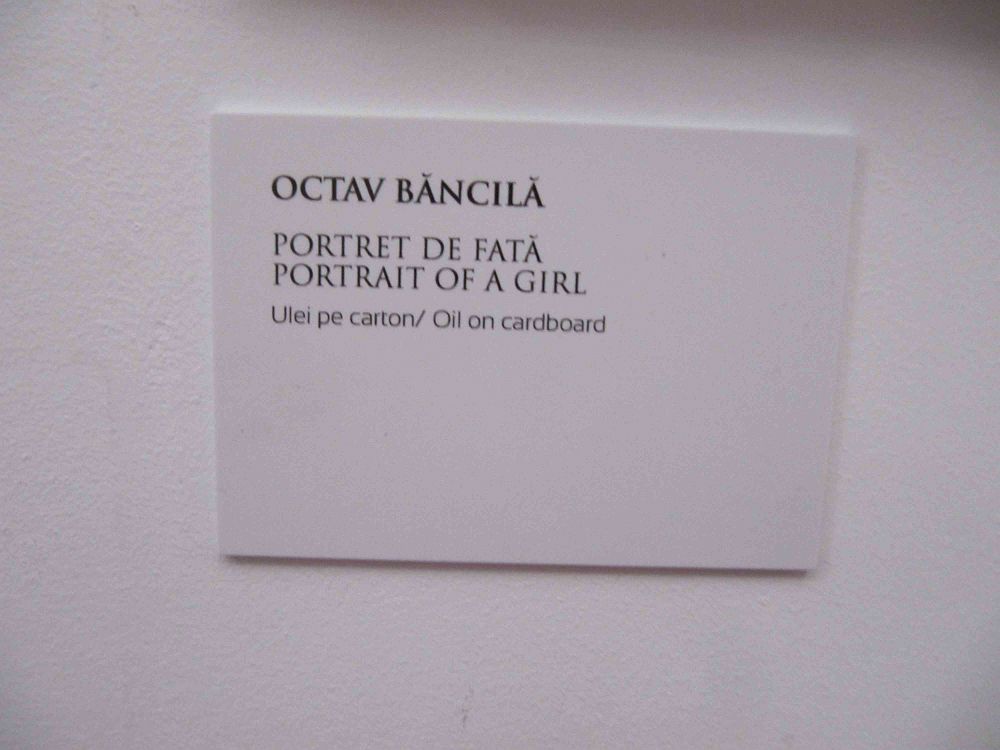 OCTAV BĂNCILĂ
PORTRET DE FATĂ
PORTRAIT OF A GIRL
Ulei pe carton/ Oil on cardboard